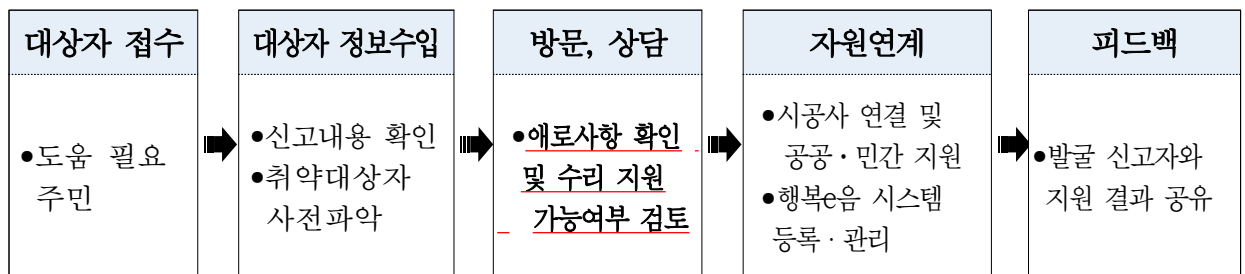 대상자 접수
●도움 필요
주민
대상자 정보수입
●신고내용 확인
●취약대상자
사전파악
방문, 상담
●애로사항 확인
및 수리 지원
가능여부 검토
자원연계
●시공사 연결 및
공공·민간 지원
●행복e음 시스템
등록·관리
피드백
●발굴 신고자와
지원 결과 공유